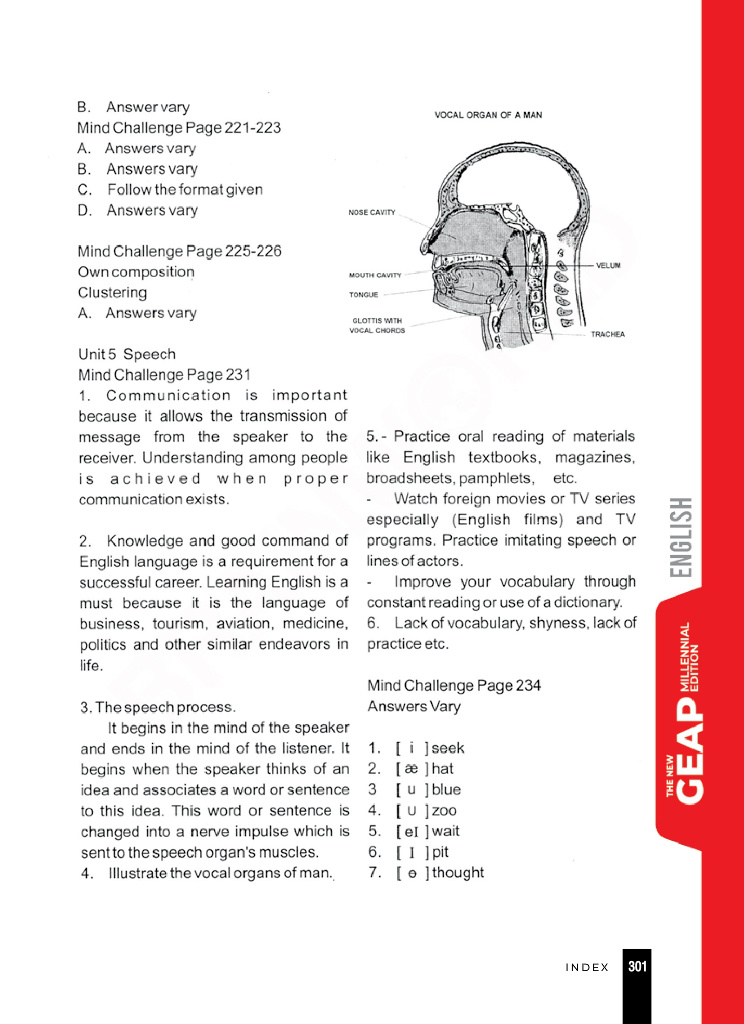 B. Answer vary
Mind Challenge Page 221-223
A. Answers vary
B. Answers vary
C. Follow the format given
D. Answers vary
Mind Challenge Page 225-226
Own composition
Clustering
A. Answers vary
Unit 5 Speech
Mind Challenge Page 231
1. Communication is important
because it allows the transmission of
message from the speaker to the
receiver. Understanding among people
is achieved when proper
communication exists.
2. Knowledge and good command of
English language is a requirement for a
successful career. Learning English is a
must because it is the language of
business, tourism, aviation, medicine,
politics and other similar endeavors in
life.
3. The speech process.
It begins in the mind of the speaker
and ends in the mind of the listener. It
begins when the speaker thinks of an
idea and associates a word or sentence
to this idea. This word or sentence is
changed into a nerve impulse which is
sent to the speech organ's muscles.
4. Illustrate the vocal organs of man.
VOCAL ORGAN OF A MAN
NOSE CAVITY
VELUM
MOUTH CAVITY
TONGUE
GLOTTIS WITH
VOCAL CHORDS
TRACHEA
5. - Practice oral reading of materials
like English textbooks, magazines,
broadsheets, pamphlets, etc.
- Watch foreign movies or TV series
especially (English films) and TV
programs. Practice imitating speech or
lines of actors.
- Improve your vocabulary through
constant reading or use of a dictionary.
6. Lack of vocabulary, shyness, lack of
practice etc.
Mind Challenge Page 234
Answers Vary
1. [ i ] seek
2. [ æ ] hat
3 [ u ] blue
4. [ U ] zoo
5. [ eI ] wait
6. [ I ] pit
7. [ ɵ ] thought
ENGLISH
THE NEW
GEAP
MILLENNIAL
EDITION
INDEX 301